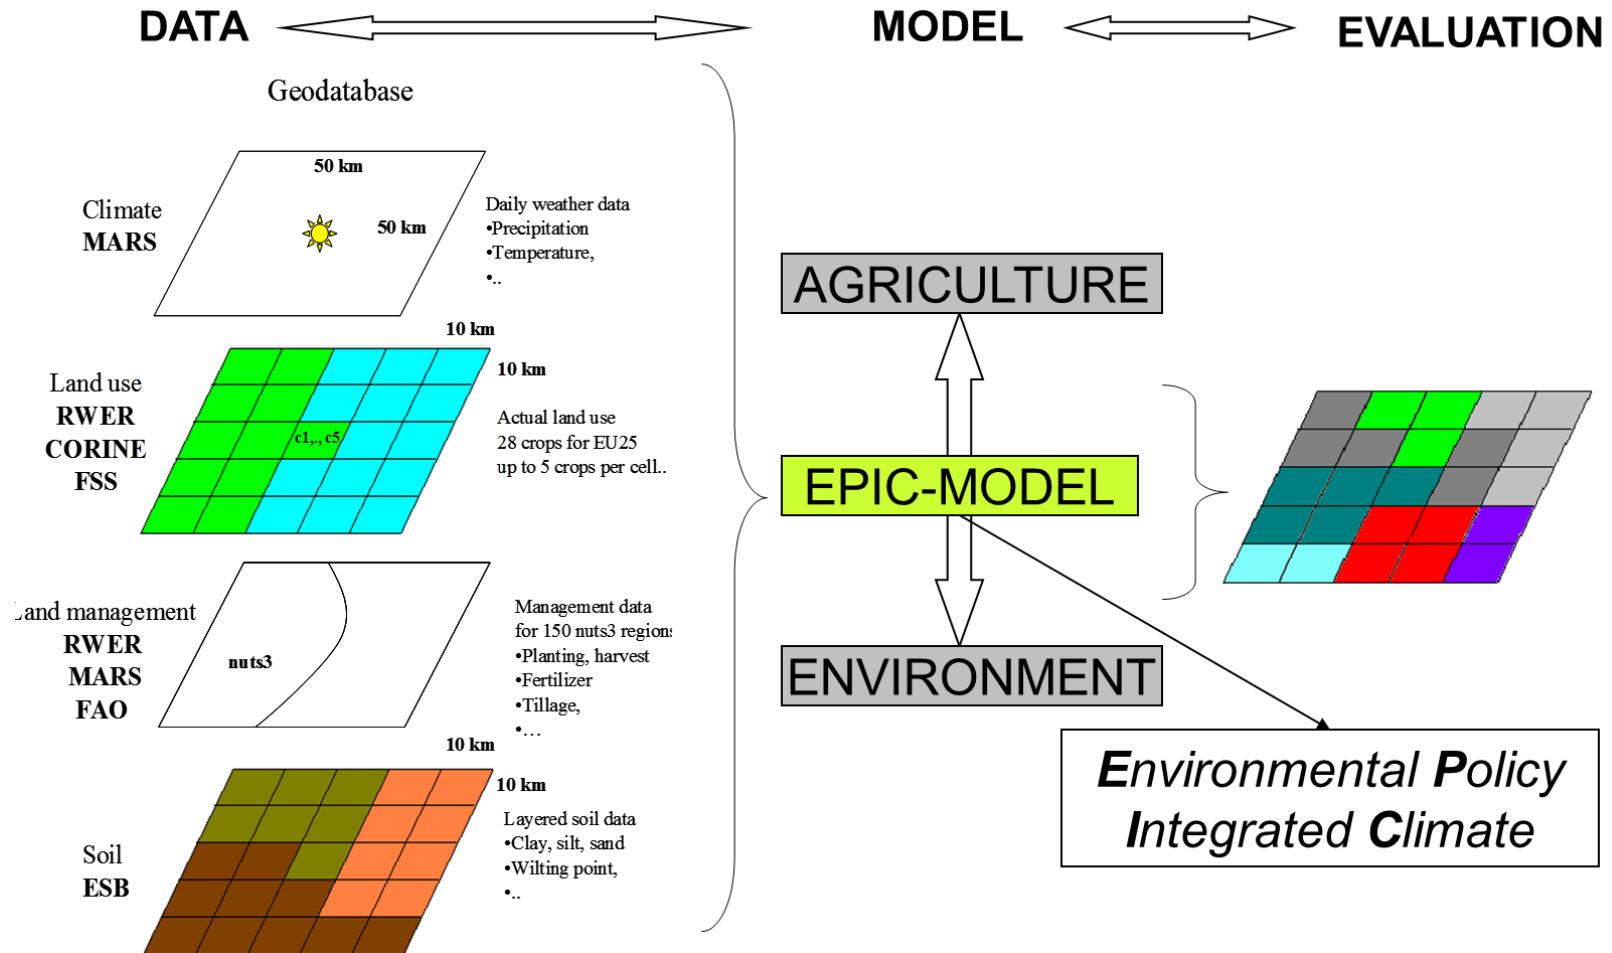 DATA
MODEL
EVALUATION
Geodatabase
50 km
50 km
Climate
MARS
Daily weather data
•Precipitation
•Temperature,
•..
10 km
10 km
Land use
RWER
CORINE
FSS
c1,., c5
Actual land use
28 crops for EU25
up to 5 crops per cell..
Land management
RWER
MARS
FAO
nuts3
Management data
for 150 nuts3 regions
•Planting, harvest
•Fertilizer
•Tillage,
•…
10 km
10 km
Soil
ESB
Layered soil data
•Clay, silt, sand
•Wilting point,
•..
AGRICULTURE
EPIC-MODEL
ENVIRONMENT
Environmental Policy
Integrated Climate